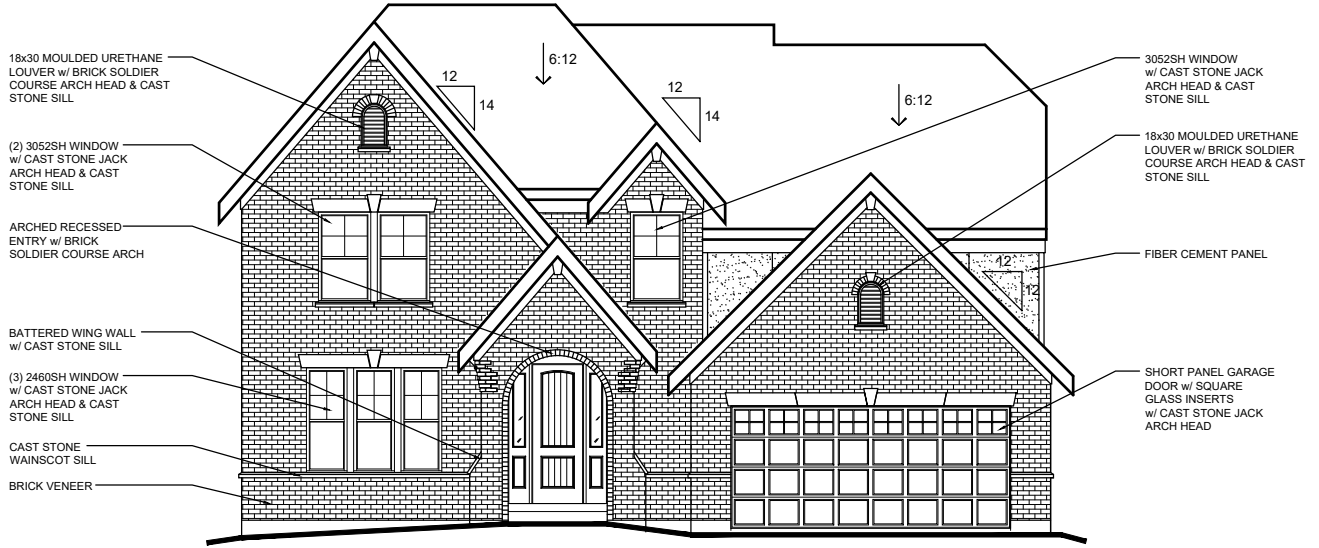 18x30 MOULDED URETHANE
LOUVER w/ BRICK SOLDIER
COURSE ARCH HEAD & CAST
STONE SILL
(2) 3052SH WINDOW
w/ CAST STONE JACK
ARCH HEAD & CAST
STONE SILL
ARCHED RECESSED
ENTRY w/ BRICK
SOLDIER COURSE ARCH
BATTERED WING WALL
w/ CAST STONE SILL
(3) 2460SH WINDOW
w/ CAST STONE JACK
ARCH HEAD & CAST
STONE SILL
CAST STONE
WAINSCOT SILL
BRICK VENEER
12
14
6:12
12
14
6:12
12
12
3052SH WINDOW
w/ CAST STONE JACK
ARCH HEAD & CAST
STONE SILL
18x30 MOULDED URETHANE
LOUVER w/ BRICK SOLDIER
COURSE ARCH HEAD & CAST
STONE SILL
FIBER CEMENT PANEL
SHORT PANEL GARAGE
DOOR w/ SQUARE
GLASS INSERTS
w/ CAST STONE JACK
ARCH HEAD